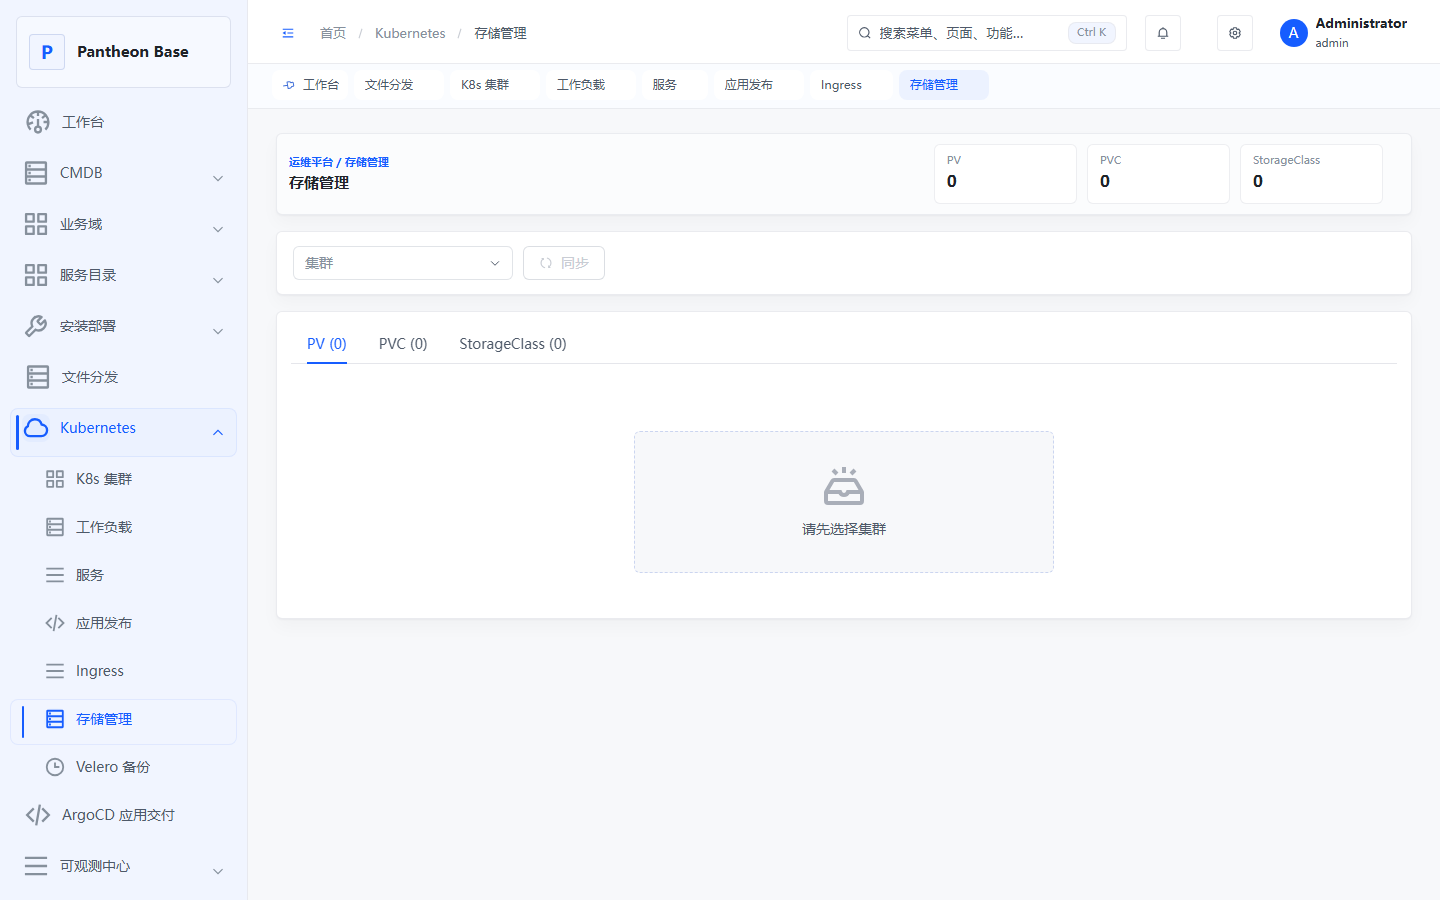 P Pantheon Base
工作台
CMDB
业务域
服务目录
安装部署
文件分发
Kubernetes
K8s 集群
工作负载
服务
应用发布
Ingress
存储管理
Velero 备份
ArgoCD 应用交付
可观测中心
首页 / Kubernetes / 存储管理
搜索菜单、页面、功能... Ctrl K
A Administrator
admin
工作台 文件分发 K8s 集群 工作负载 服务 应用发布 Ingress 存储管理
运维平台 / 存储管理
存储管理
PV
0
PVC
0
StorageClass
0
集群 同步
PV (0) PVC (0) StorageClass (0)
请先选择集群